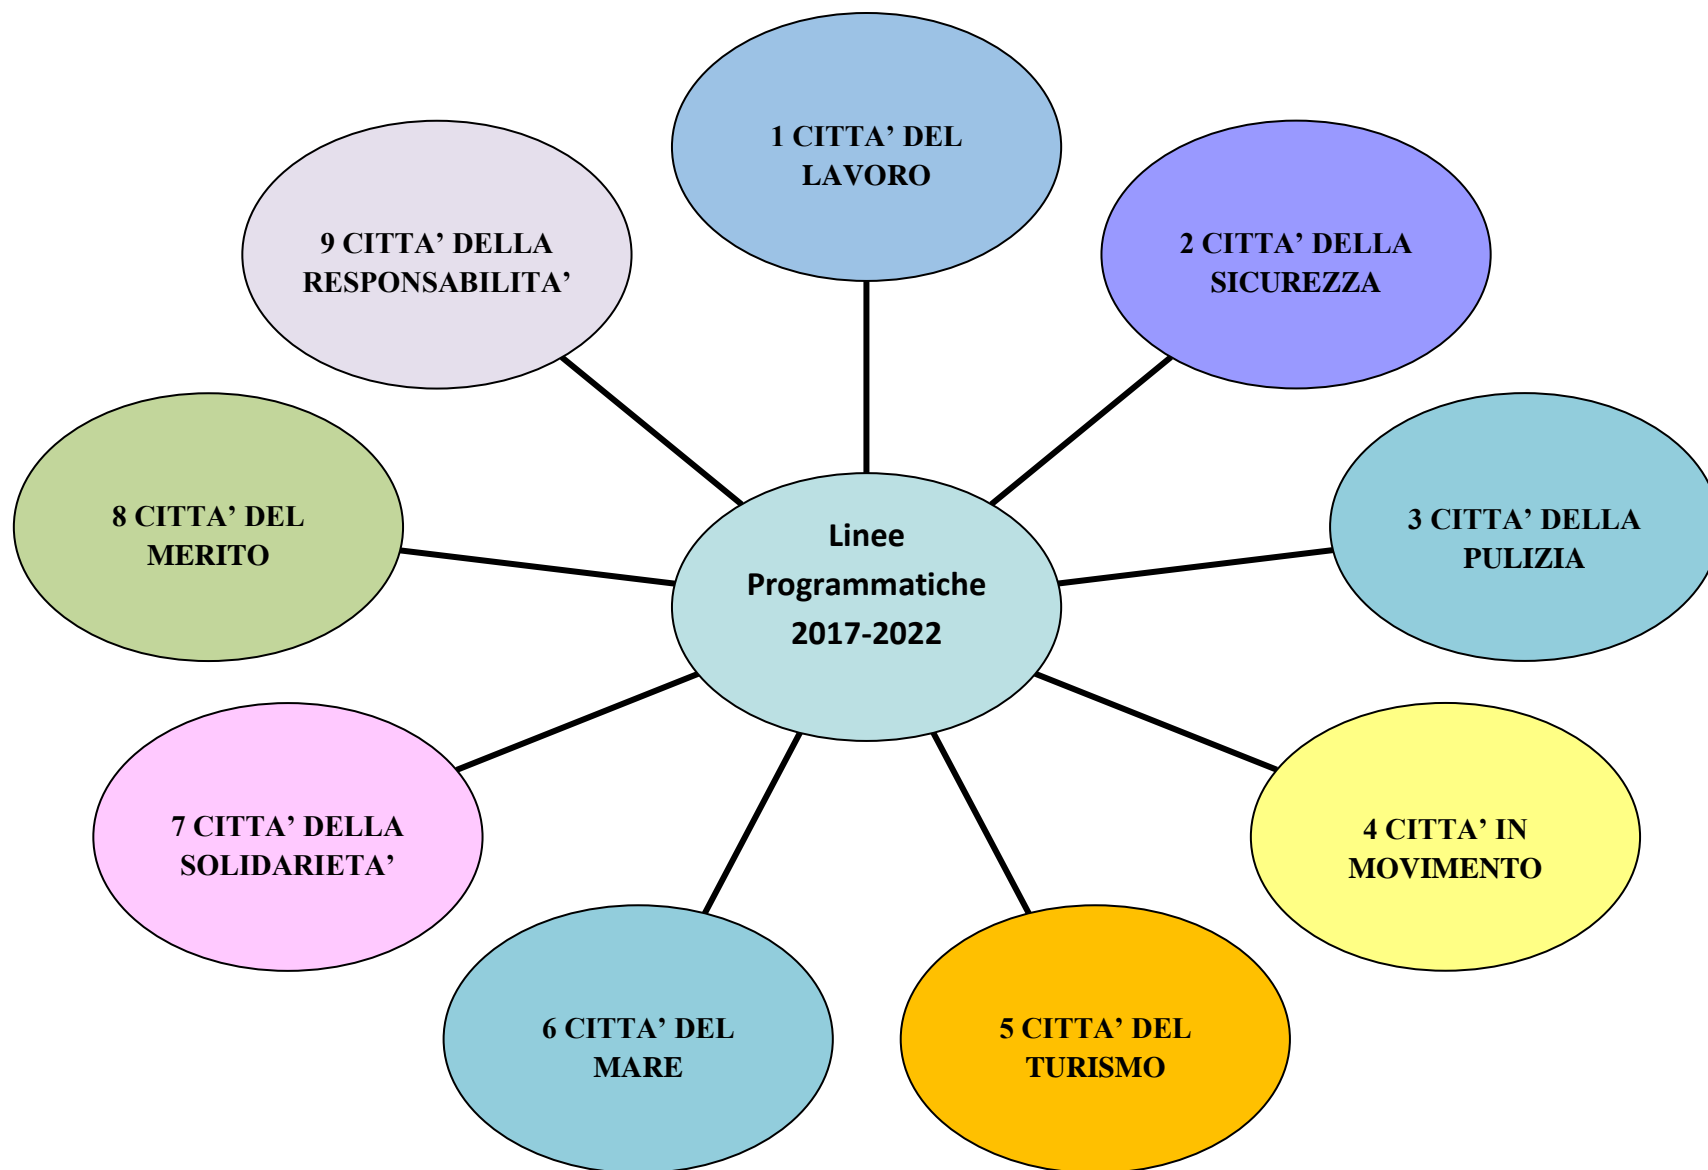 1 CITTA’ DEL
LAVORO
2 CITTA’ DELLA
SICUREZZA
3 CITTA’ DELLA
PULIZIA
4 CITTA’ IN
MOVIMENTO
5 CITTA’ DEL
TURISMO
6 CITTA’ DEL
MARE
7 CITTA’ DELLA
SOLIDARIETA’
8 CITTA’ DEL
MERITO
9 CITTA’ DELLA
RESPONSABILITA’
Linee
Programmatiche
2017-2022